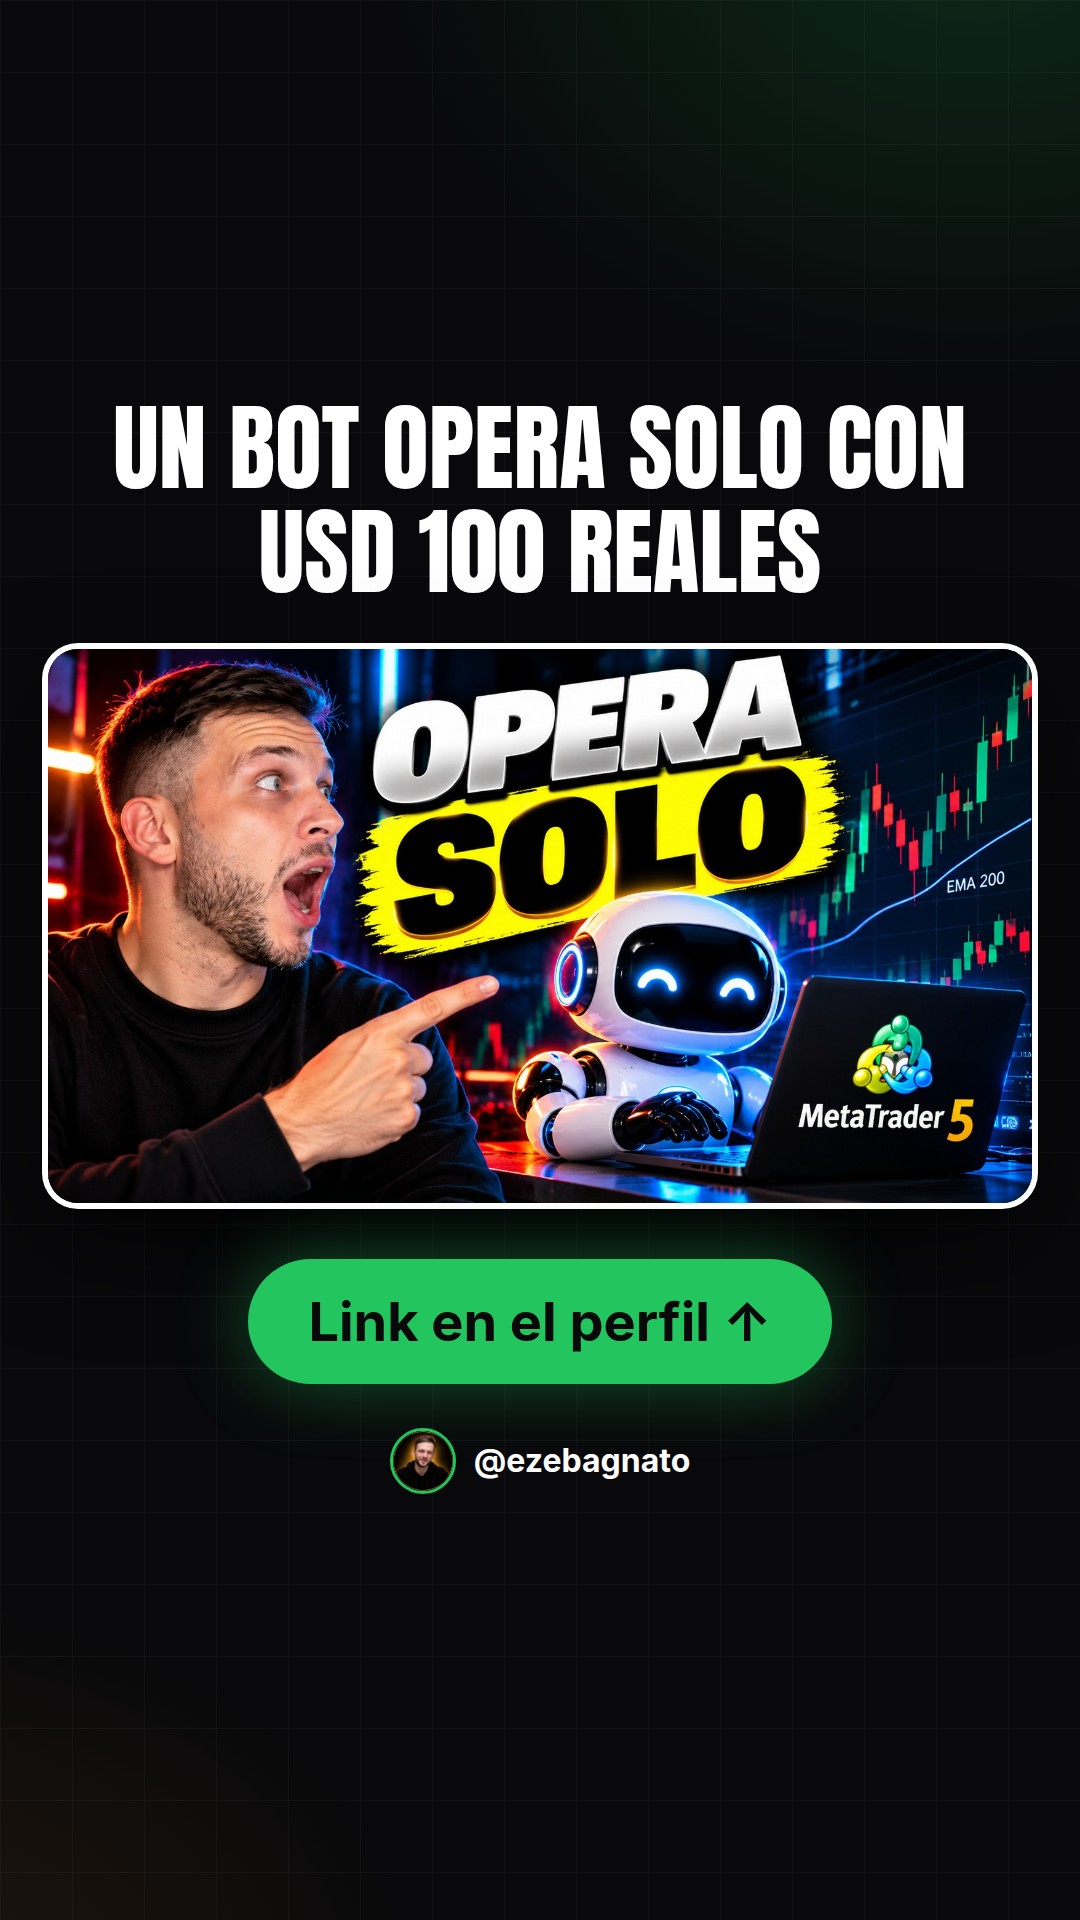 UN BOT OPERA SOLO CON
USD 100 REALES
OPERA
SOLO
EMA 200
MetaTrader 5
Link en el perfil ↑
@ezebagnato